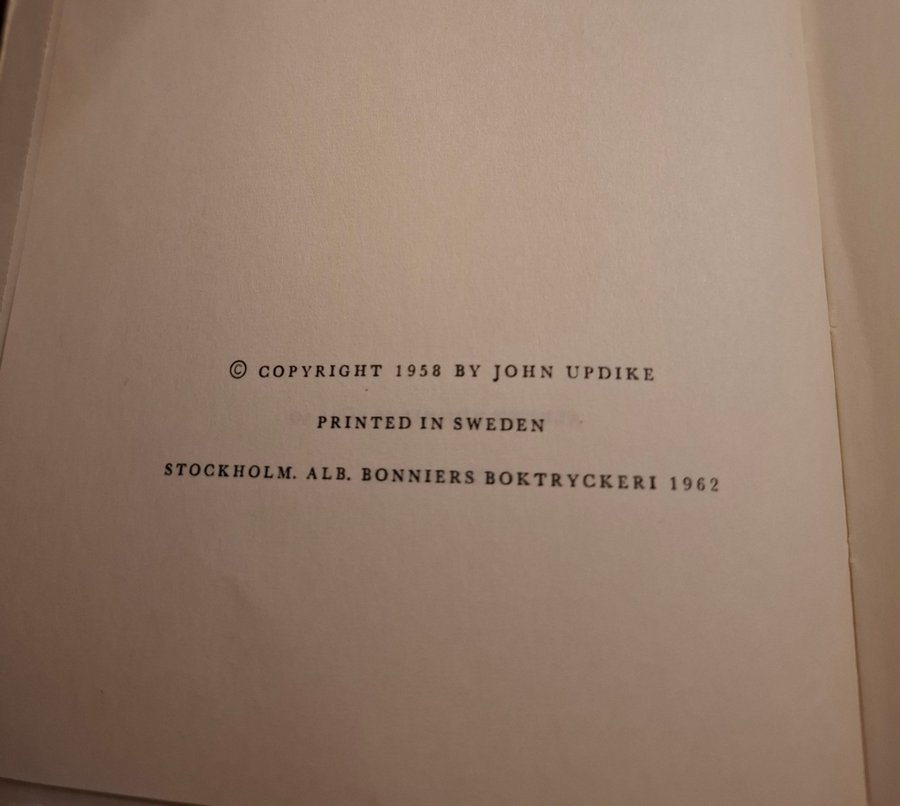 © COPYRIGHT 1958 BY JOHN UPDIKE
PRINTED IN SWEDEN
STOCKHOLM. ALB. BONNIERS BOKTRYCKERI 1962